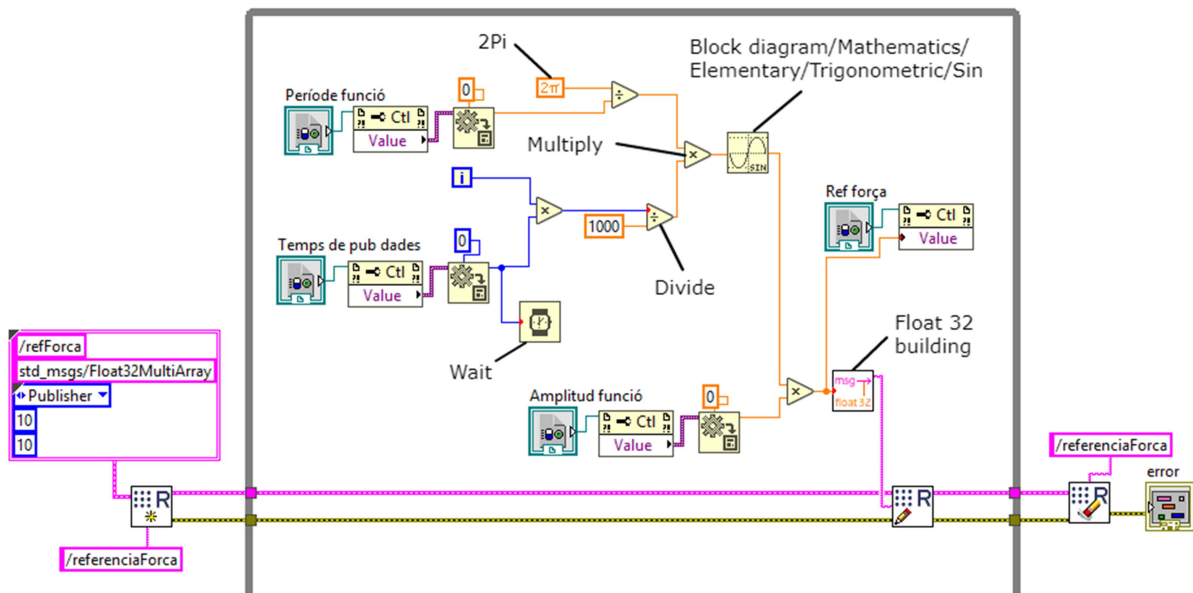 2Pi
Block diagram/Mathematics/
Elementary/Trigonometric/Sin
Període funció
0
2π
÷
Ctl
Value
Multiply
×
SIN
i
×
1000
÷
Ref força
Ctl
Value
Temps de pub dades
0
Ctl
Value
Divide
Wait
Float 32
building
/refForca
std_msgs/Float32MultiArray
Publisher
10
10
Amplitud funció
0
Ctl
Value
×
msg
float 32
/referenciaForca
error
R
R
R
/referenciaForca